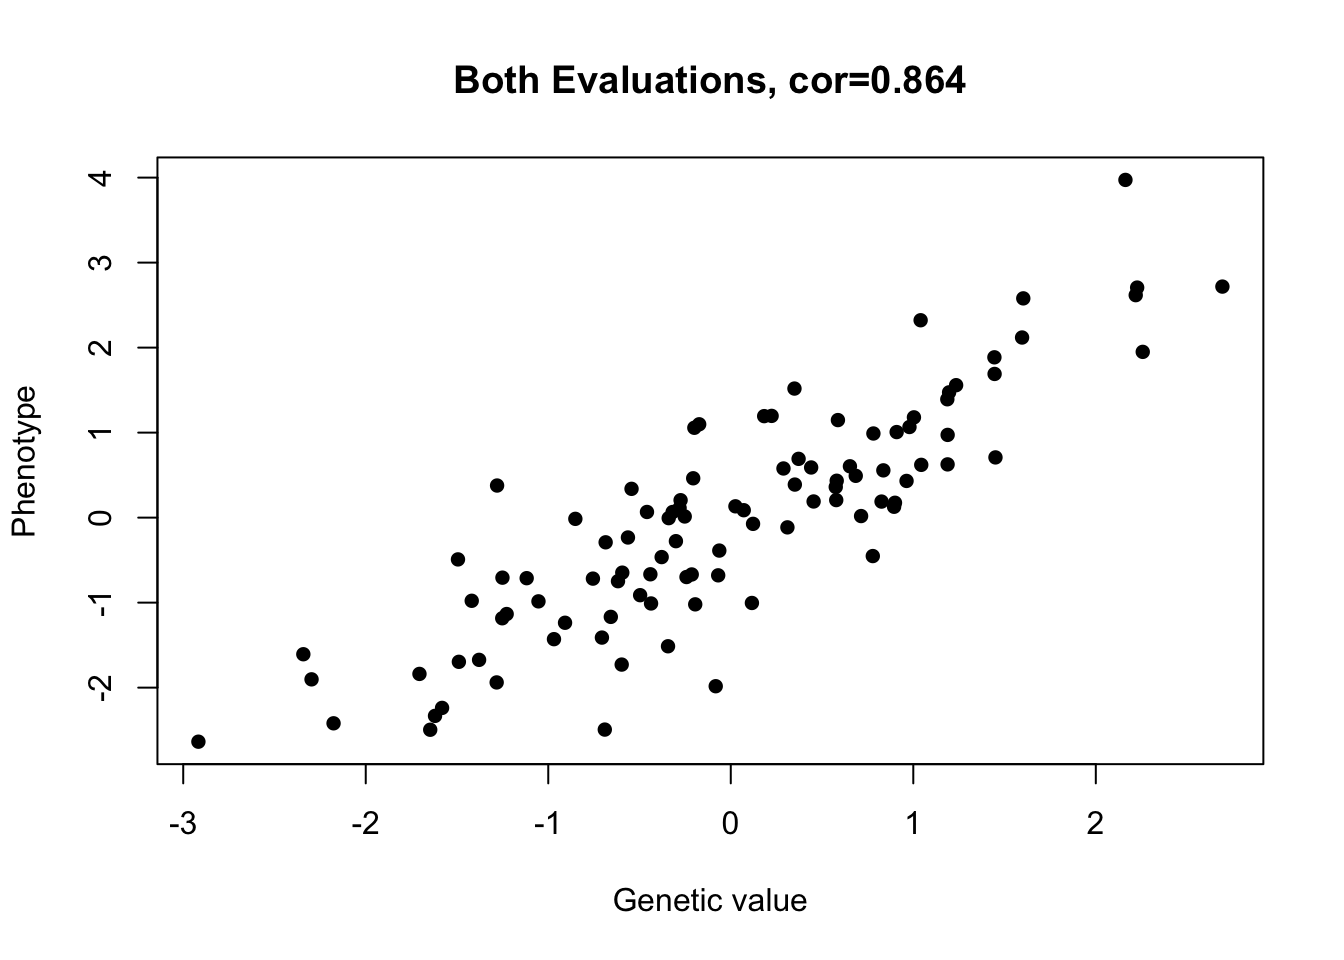 Both Evaluations, cor=0.864
Phenotype
4
3
2
1
0
-1
-2
-3 -2 -1 0 1 2
Genetic value